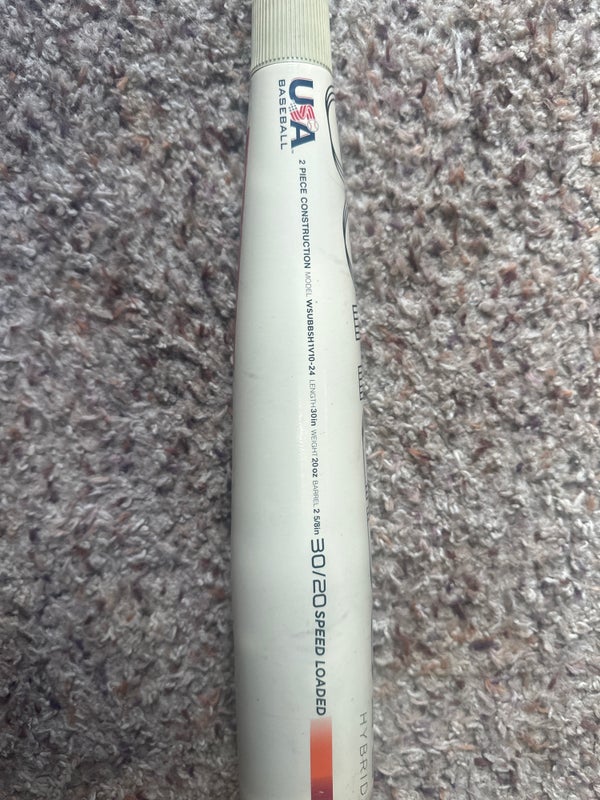 USA
BASEBALL™
2 PIECE CONSTRUCTION MODEL WSUBBSH1V10-24 LENGTH 30in WEIGHT 20oz BARREL 2 5/8in 30/20 SPEED LOADED
HYBRID